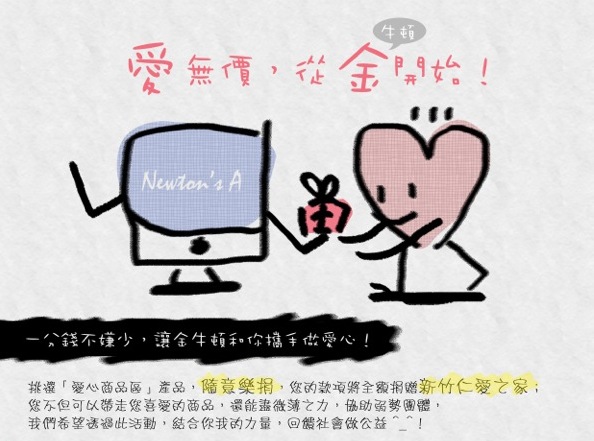 牛頓
愛無價，從金開始！
Newton's A
一分錢不嫌少，讓金牛頓和你攜手做愛心！
挑選「愛心商品區」產品，隨意樂捐，您的款項將全額捐贈新竹仁愛之家；
您不但可以帶走您喜愛的商品，還能盡微薄之力，協助弱勢團體，
我們希望透過此活動，結合你我的力量，回饋社會做公益^_^！